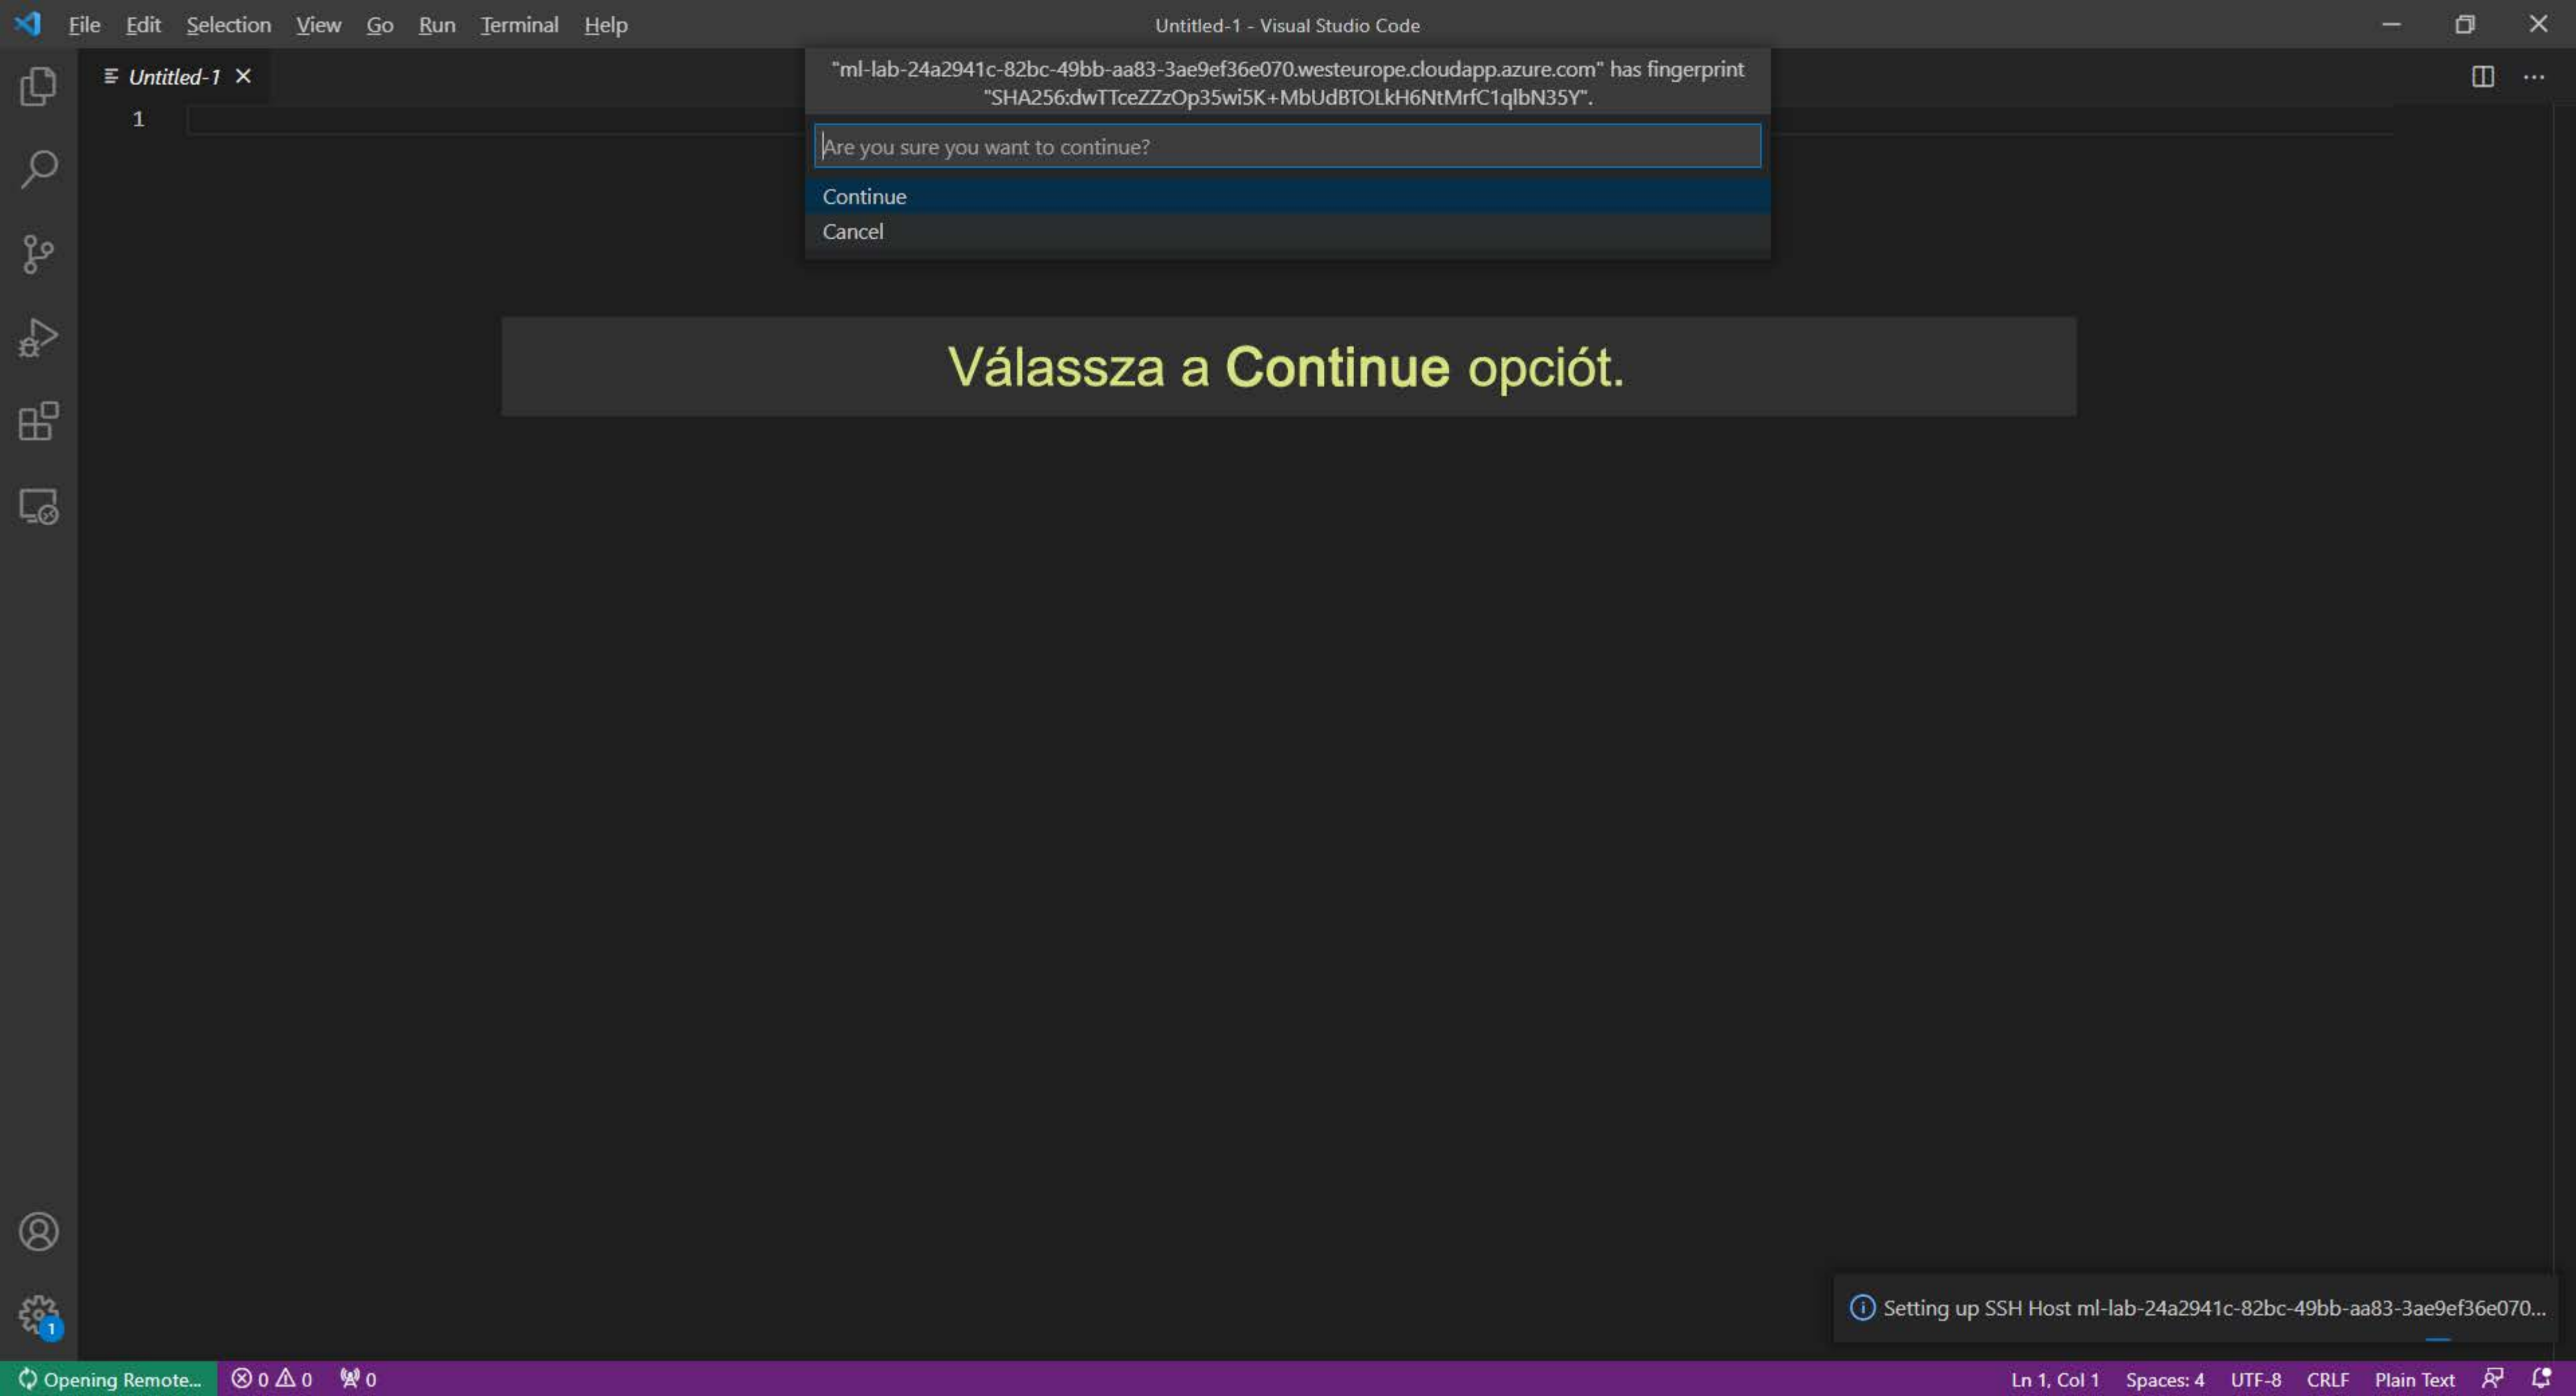 File Edit Selection View Go Run Terminal Help
Untitled-1 - Visual Studio Code
Untitled-1
"ml-lab-24a2941c-82bc-49bb-aa83-3ae9ef36e070.westeurope.cloudapp.azure.com" has fingerprint
"SHA256:dwTTceZZzOp35wi5K+MbUdBTOLkH6NtMrfC1qlbN35Y".
1
Are you sure you want to continue?
Continue
Cancel
Válassza a Continue opciót.
Setting up SSH Host ml-lab-24a2941c-82bc-49bb-aa83-3ae9ef36e070...
1
Opening Remote... 0 0 0 Ln 1, Col 1 Spaces: 4 UTF-8 CRLF Plain Text